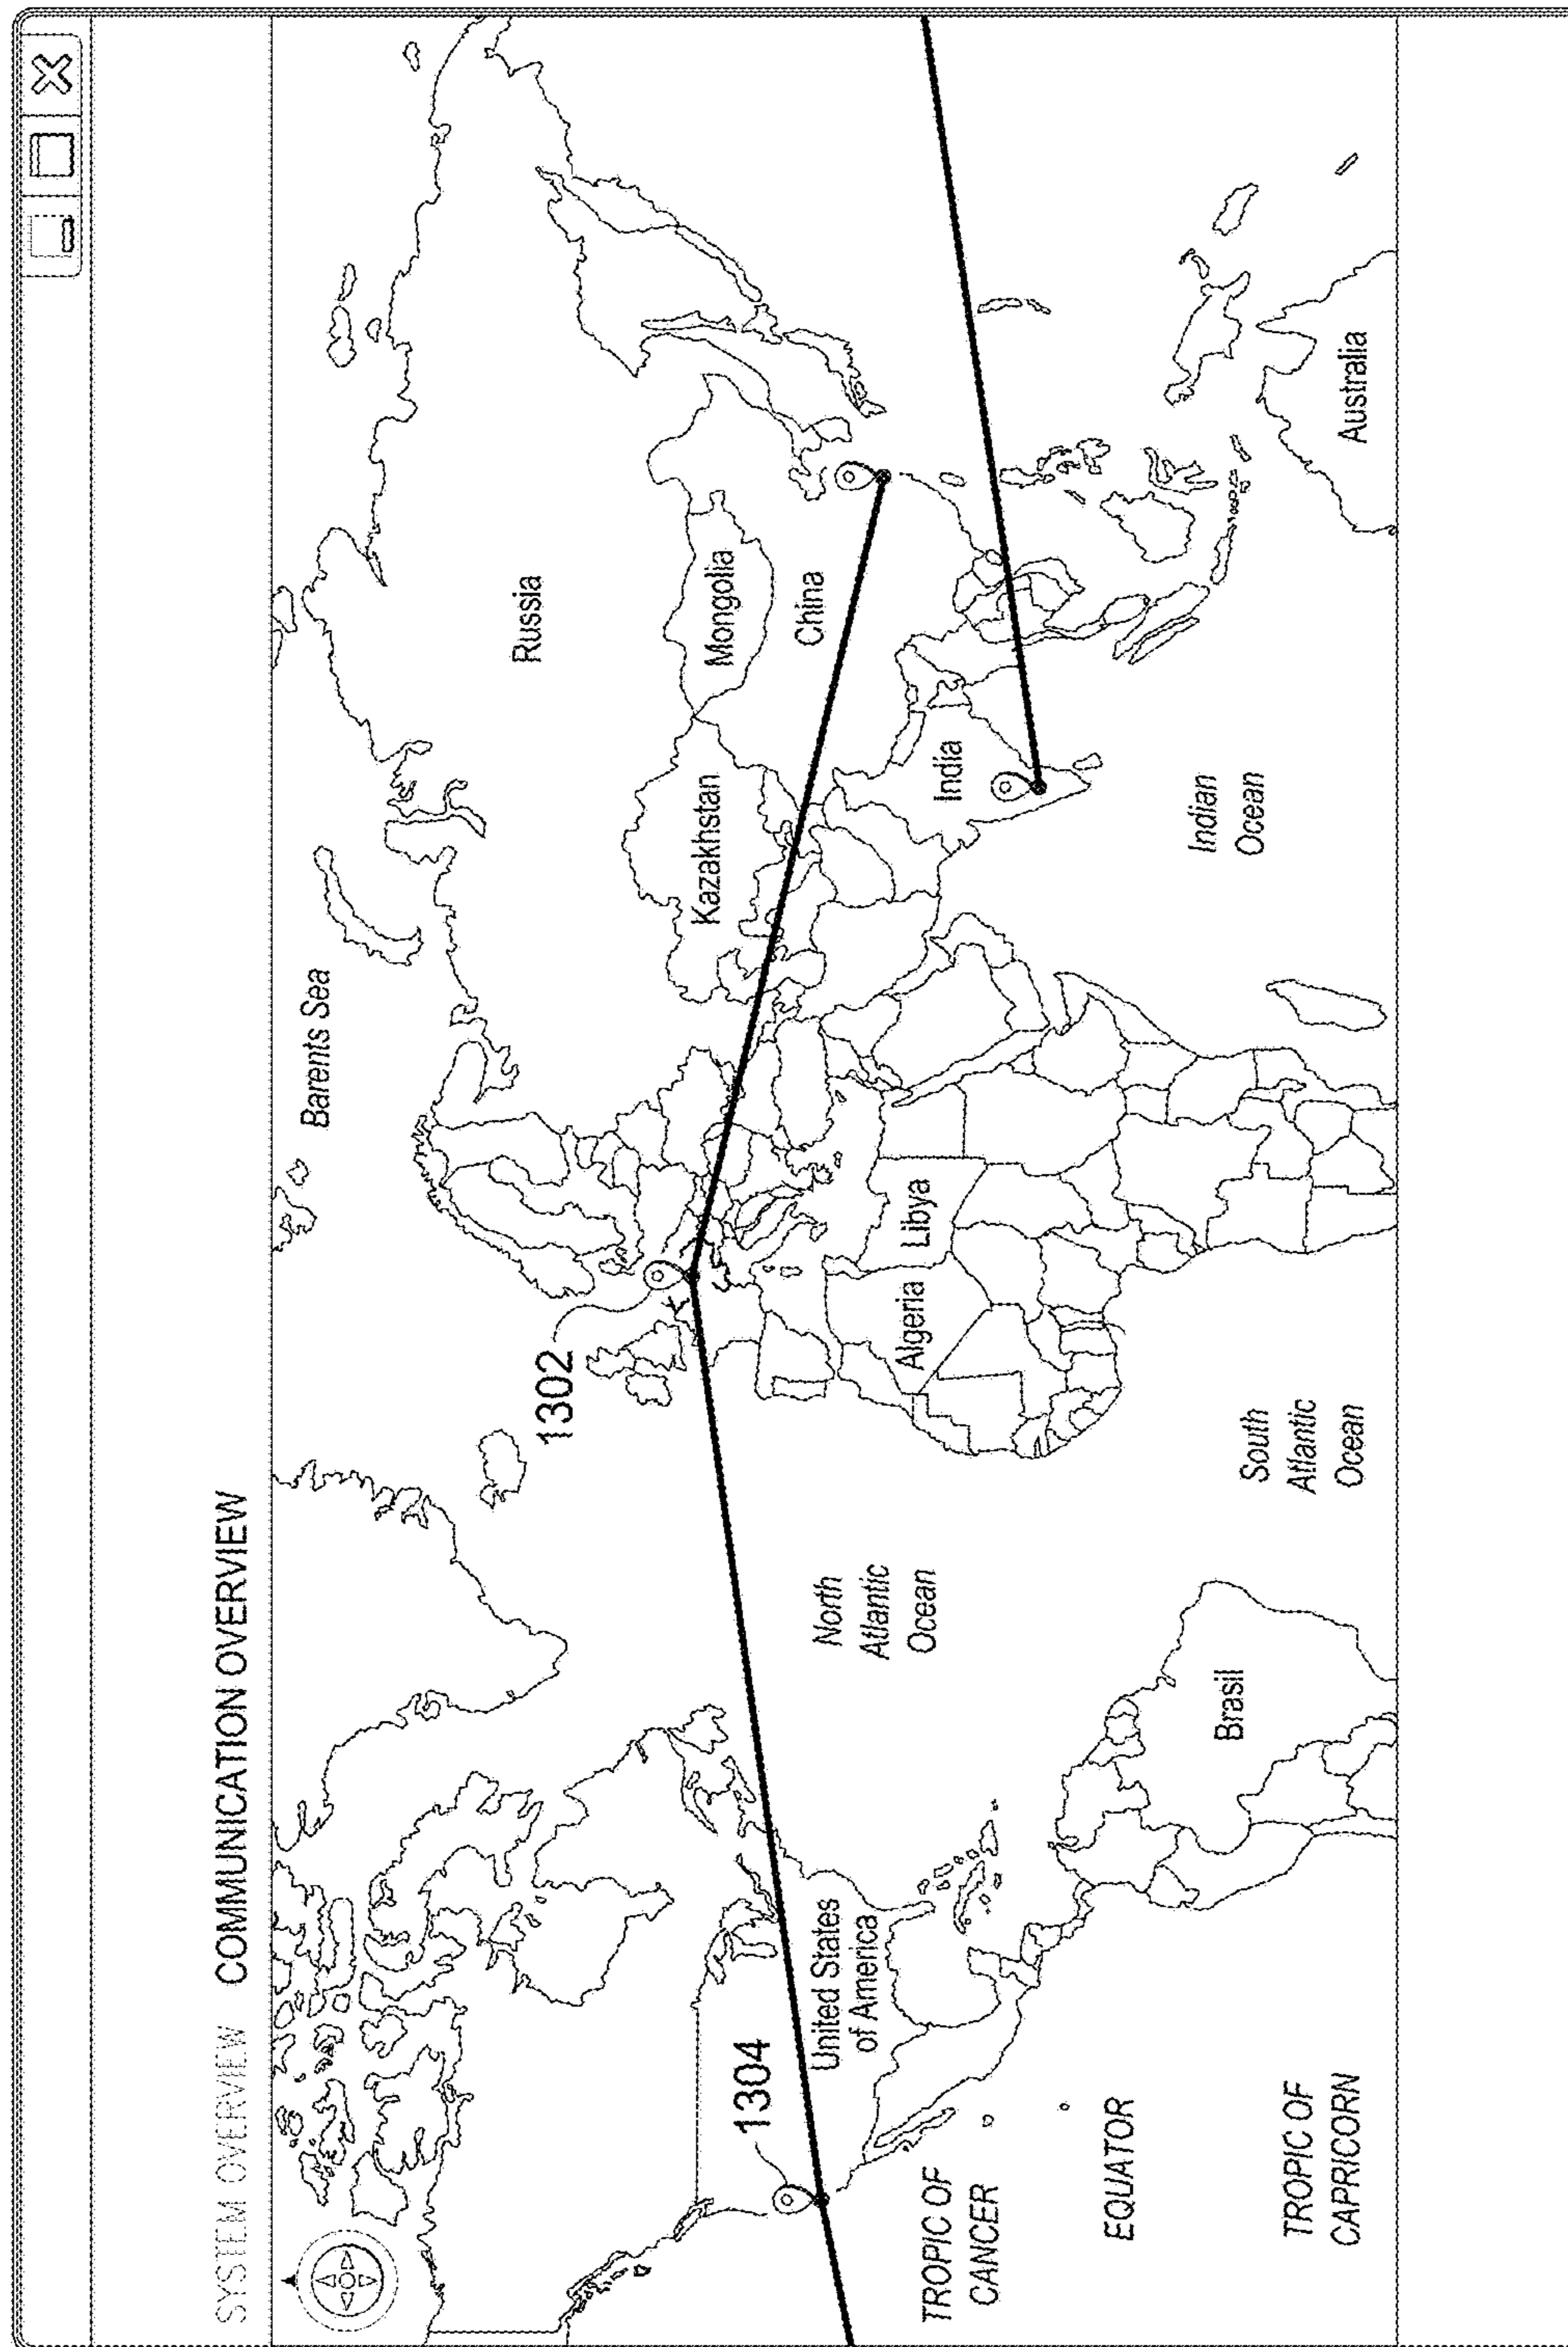 SYSTEM OVERVIEW COMMUNICATION OVERVIEW
Barents Sea
1302
Russia
Kazakhstan
Mongolia
China
1304
United States
of America
North
Atlantic
Ocean
Algeria
Libya
India
TROPIC OF
CANCER
EQUATOR
Brasil
South
Atlantic
Ocean
Indian
Ocean
TROPIC OF
CAPRICORN
Australia